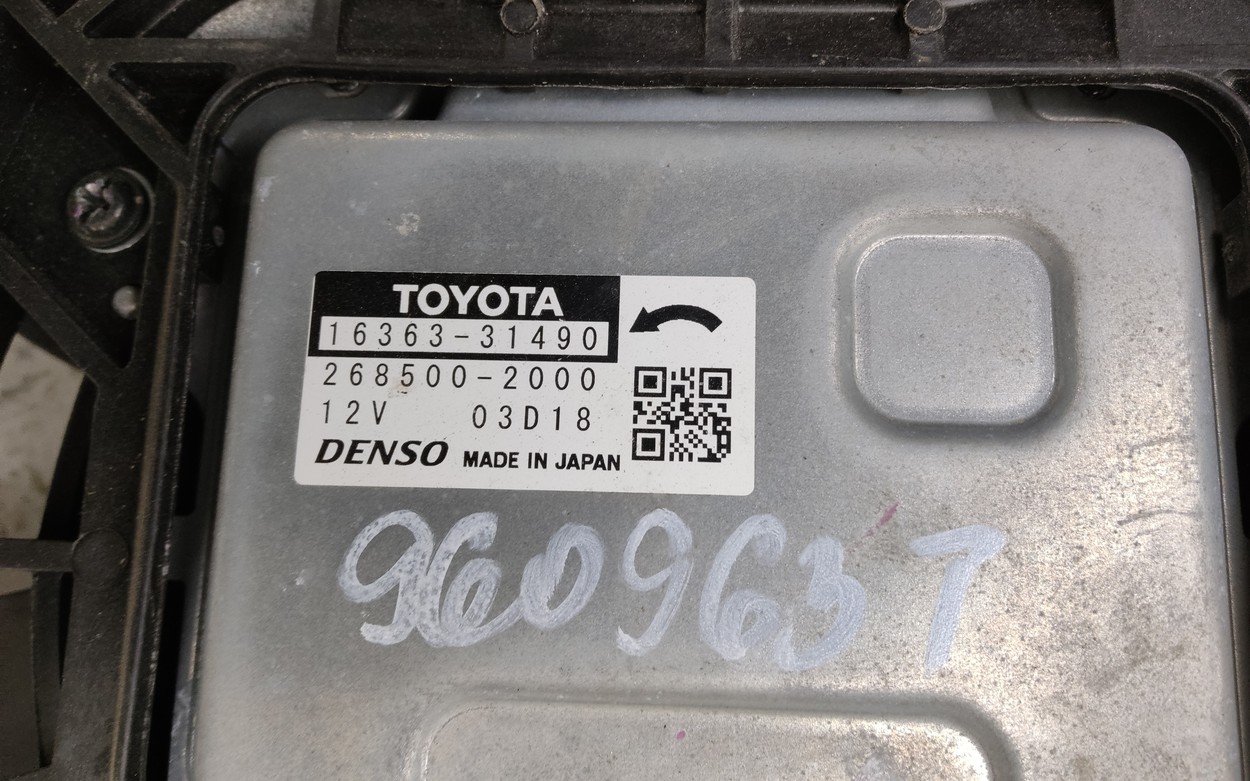 TOYOTA
16363-31490
268500-2000
12V 03D18
DENSO MADE IN JAPAN
9609637